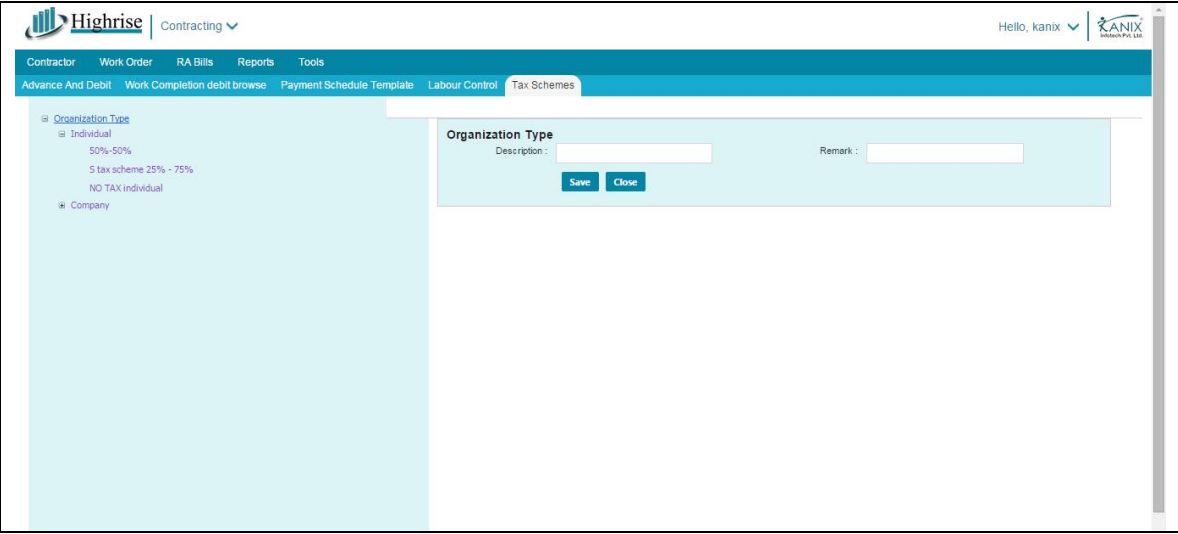 Highrise Contracting Hello, kanix KANIX
Infotech Pvt. Ltd.
Contractor Work Order RA Bills Reports Tools
Advance And Debit Work Completion debit browse Payment Schedule Template Labour Control Tax Schemes
Organization Type
Individual
50%-50%
S tax scheme 25% - 75%
NO TAX individual
Company
Organization Type
Description : Remark :
Save Close